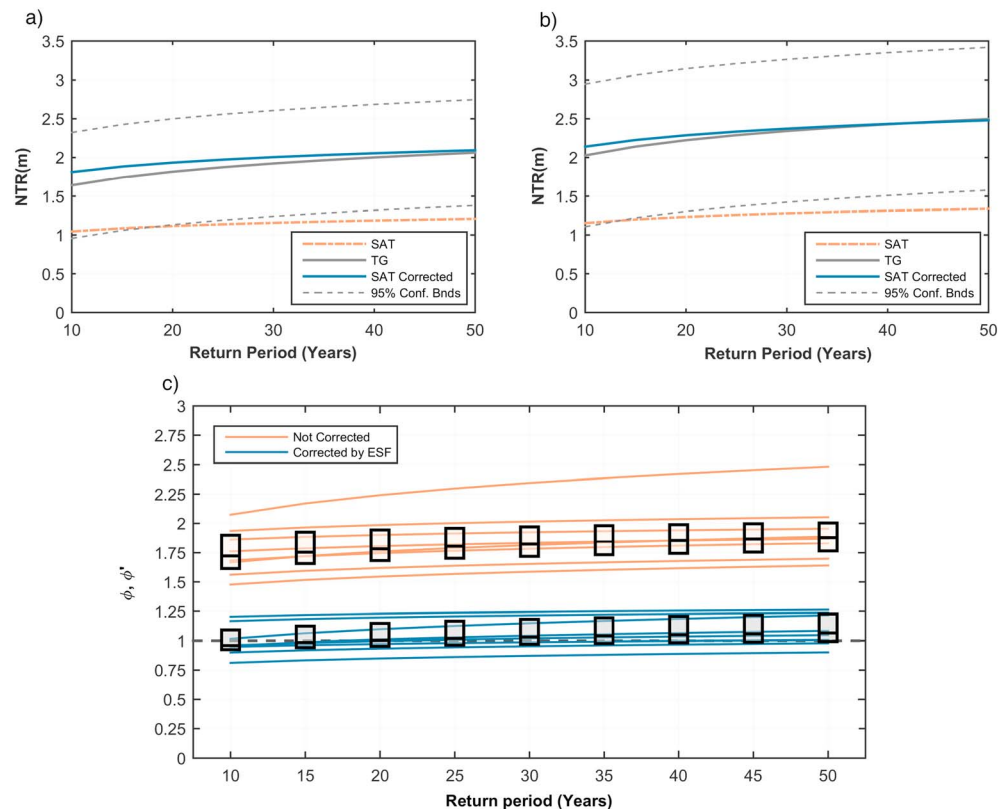 a)
NTR(m)
3.5
3
2.5
2
1.5
1
0.5
0
SAT
TG
SAT Corrected
95% Conf. Bnds
10 20 30 40 50
Return Period (Years)
b)
NTR(m)
3.5
3
2.5
2
1.5
1
0.5
0
SAT
TG
SAT Corrected
95% Conf. Bnds
10 20 30 40 50
Return Period (Years)
c)
ϕ, ϕ'
3
2.75
2.5
2.25
2
1.75
1.5
1.25
1
0.75
0.5
0.25
0
Not Corrected
Corrected by ESF
10 15 20 25 30 35 40 45 50
Return period (Years)